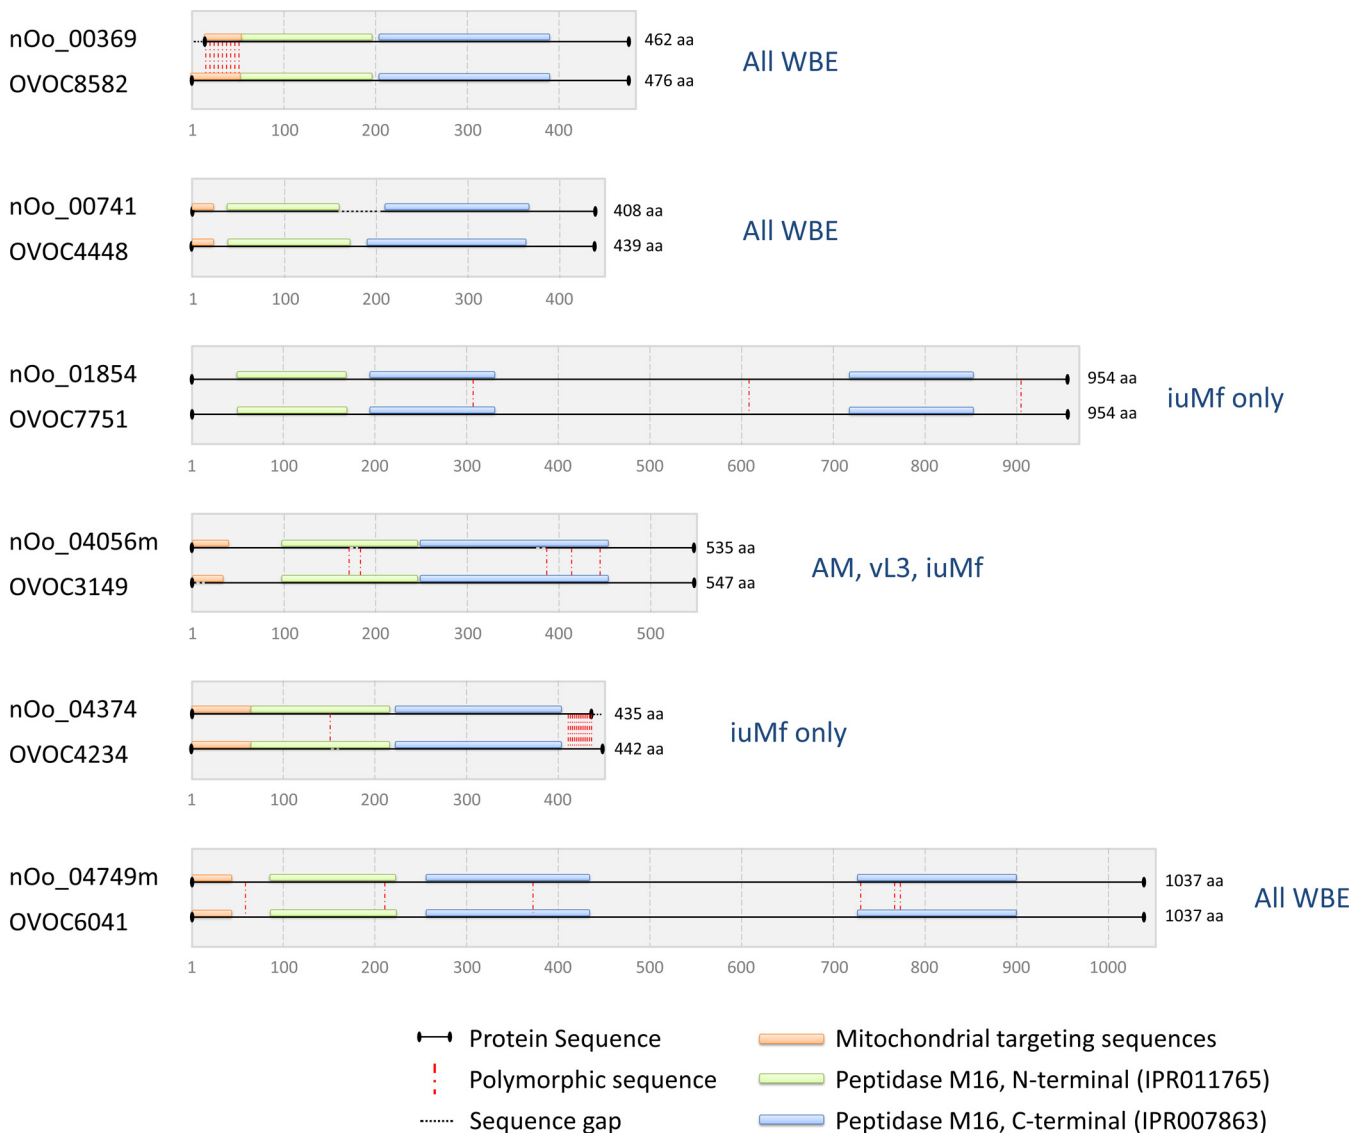 nOo_00369
462 aa
All WBE
OVOC8582
476 aa
1 100 200 300 400
nOo_00741
408 aa
All WBE
OVOC4448
439 aa
1 100 200 300 400
nOo_01854
954 aa
iuMf only
OVOC7751
954 aa
1 100 200 300 400 500 600 700 800 900
nOo_04056m
535 aa
AM, vL3, iuMf
OVOC3149
547 aa
1 100 200 300 400 500
nOo_04374
435 aa
iuMf only
OVOC4234
442 aa
1 100 200 300 400
nOo_04749m
1037 aa
All WBE
OVOC6041
1037 aa
1 100 200 300 400 500 600 700 800 900 1000
Protein Sequence
Mitochondrial targeting sequences
Polymorphic sequence
Peptidase M16, N-terminal (IPR011765)
Sequence gap
Peptidase M16, C-terminal (IPR007863)